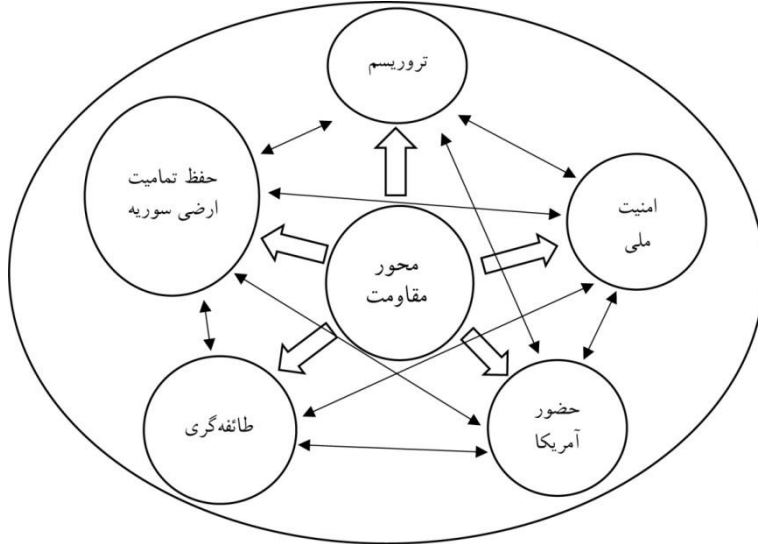 تروریسم
حفظ تمامیت
ارضی سوریه
امنیت
ملی
محور
مقاومت
طائفه‌گری
حضور
آمریکا